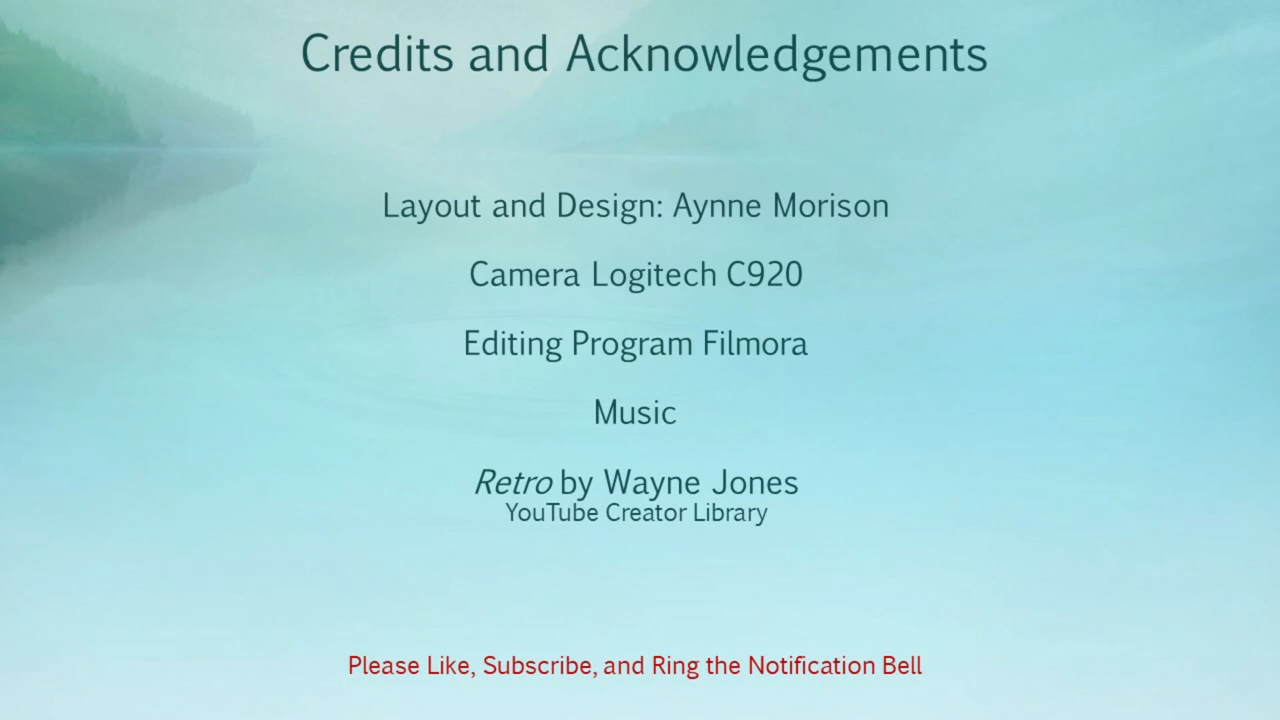 Credits and Acknowledgements
Layout and Design: Aynne Morison
Camera Logitech C920
Editing Program Filmora
Music
Retro by Wayne Jones
YouTube Creator Library
Please Like, Subscribe, and Ring the Notification Bell